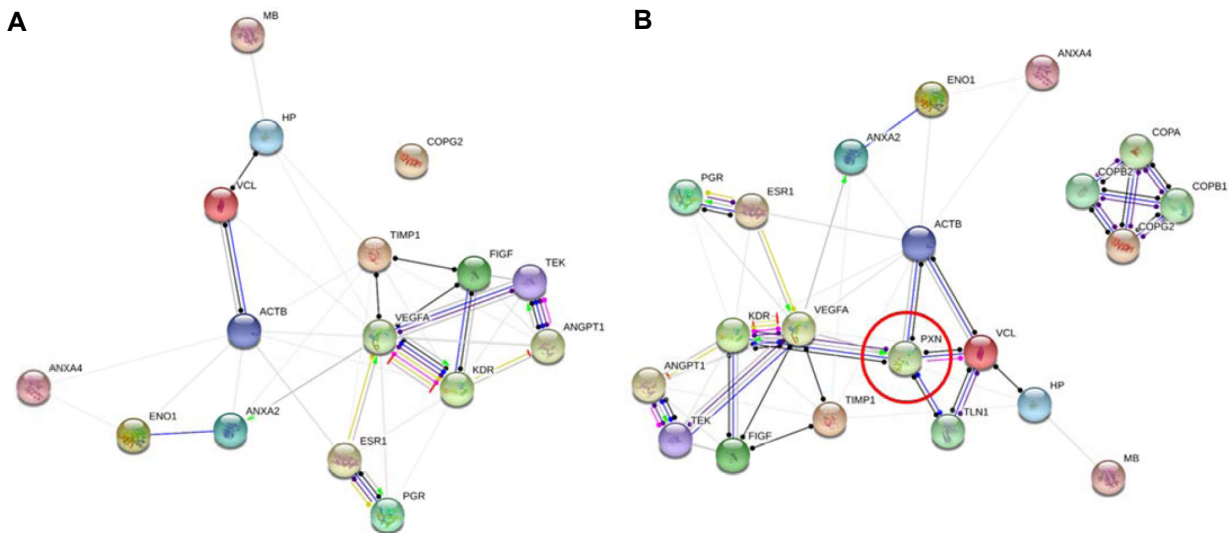 A
MB
HP
COPG2
VCL
TIMP1
FIGF
TEK
VEGFA
ACTB
ANGPT1
KDR
ANXA4
ENO1
ANXA2
ESR1
PGR
B
ANXA4
ENO1
ANXA2
COPA
COPB2
COPB1
PGR
ESR1
COPG2
ACTB
KDR
VEGFA
PXN
VCL
ANGPT1
HP
TEK
TIMP1
TLN1
FIGF
MB